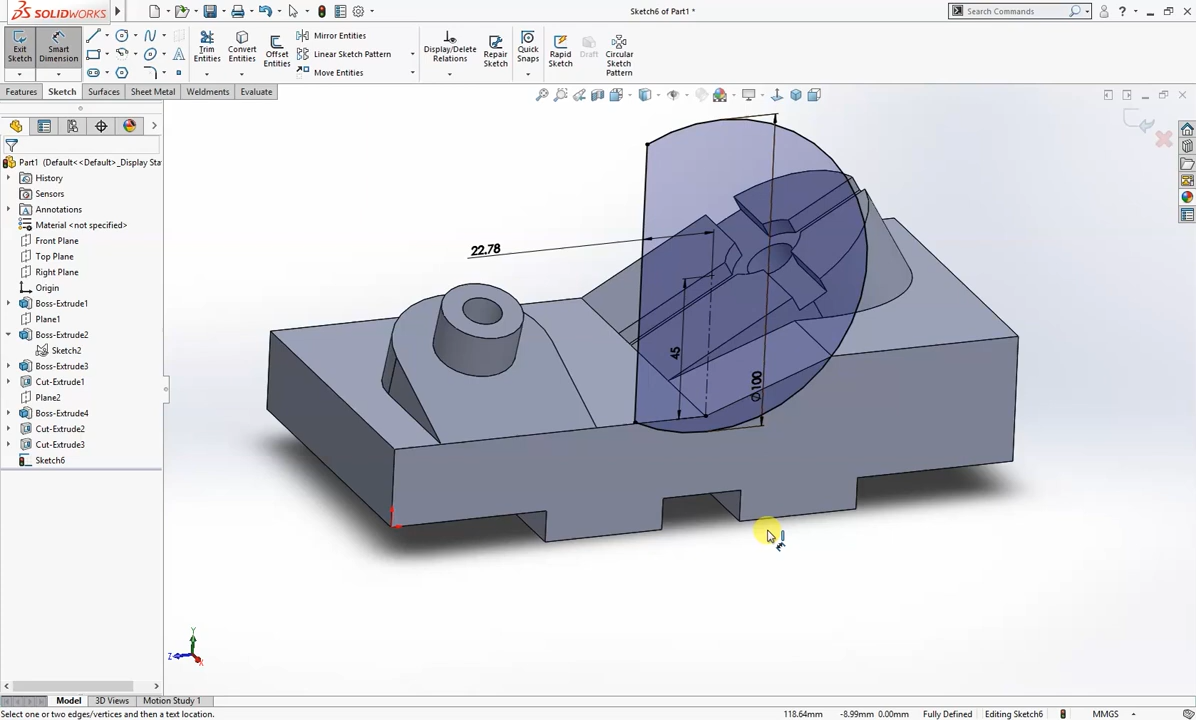 SOLIDWORKS
Sketch6 of Part1 *
Search Commands
Exit Sketch
Smart Dimension
Trim Entities
Convert Entities
Offset Entities
Mirror Entities
Linear Sketch Pattern
Move Entities
Display/Delete Relations
Repair Sketch
Quick Snaps
Rapid Sketch
Draft
Circular Sketch Pattern
Features
Sketch
Surfaces
Sheet Metal
Weldments
Evaluate
Part1 (Default<<Default>_Display Sta
History
Sensors
Annotations
Material <not specified>
Front Plane
Top Plane
Right Plane
Origin
Boss-Extrude1
Plane1
Boss-Extrude2
Sketch2
Boss-Extrude3
Cut-Extrude1
Plane2
Boss-Extrude4
Cut-Extrude2
Cut-Extrude3
Sketch6
22.78
45
Ø100
Y
Z
X
Model
3D Views
Motion Study 1
Select one or two edges/vertices and then a text location.
118.64mm
-8.99mm 0.00mm
Fully Defined
Editing Sketch6
MMGS